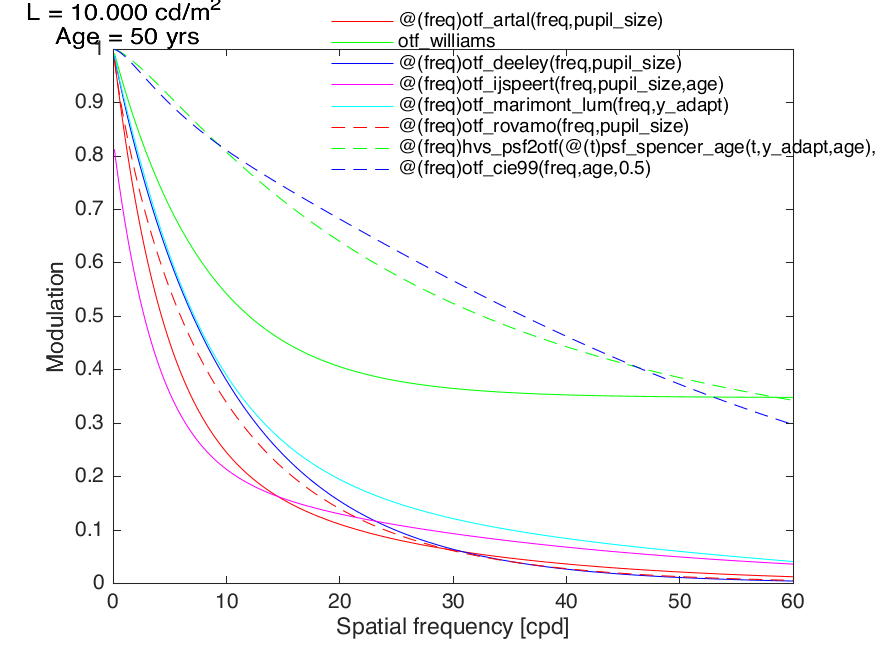 L = 10.000 cd/m²
Age = 50 yrs
@(freq)otf_artal(freq,pupil_size)
otf_williams
@(freq)otf_deeley(freq,pupil_size)
@(freq)otf_ijspeert(freq,pupil_size,age)
@(freq)otf_marimont_lum(freq,y_adapt)
@(freq)otf_rovamo(freq,pupil_size)
@(freq)hvs_psf2otf(@(t)psf_spencer_age(t,y_adapt,age),
@(freq)otf_cie99(freq,age,0.5)
1
0.9
0.8
0.7
0.6
0.5
0.4
0.3
0.2
0.1
0
Modulation
0 10 20 30 40 50 60
Spatial frequency [cpd]